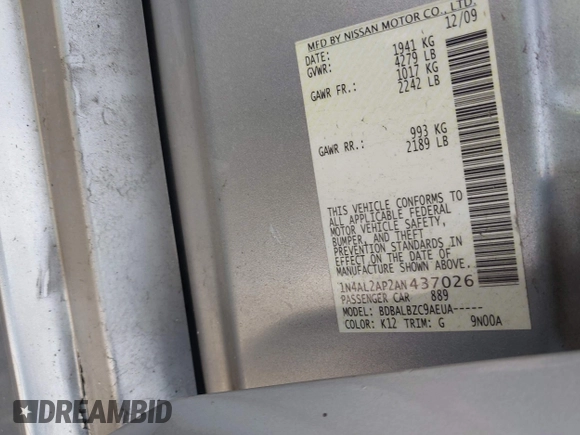 MFD BY NISSAN MOTOR CO., LTD.
DATE: 12/09
GVWR: 1941 KG
4279 LB
GAWR FR.: 1017 KG
2242 LB
GAWR RR.: 993 KG
2189 LB
THIS VEHICLE CONFORMS TO
ALL APPLICABLE FEDERAL
MOTOR VEHICLE SAFETY,
BUMPER, AND THEFT
PREVENTION STANDARDS IN
EFFECT ON THE DATE OF
MANUFACTURE SHOWN ABOVE.
1N4AL2AP2AN437026
PASSENGER CAR 889
MODEL: BDBALBZC9AEUA-----
COLOR: K12 TRIM: G 9N00A
DREAMBID